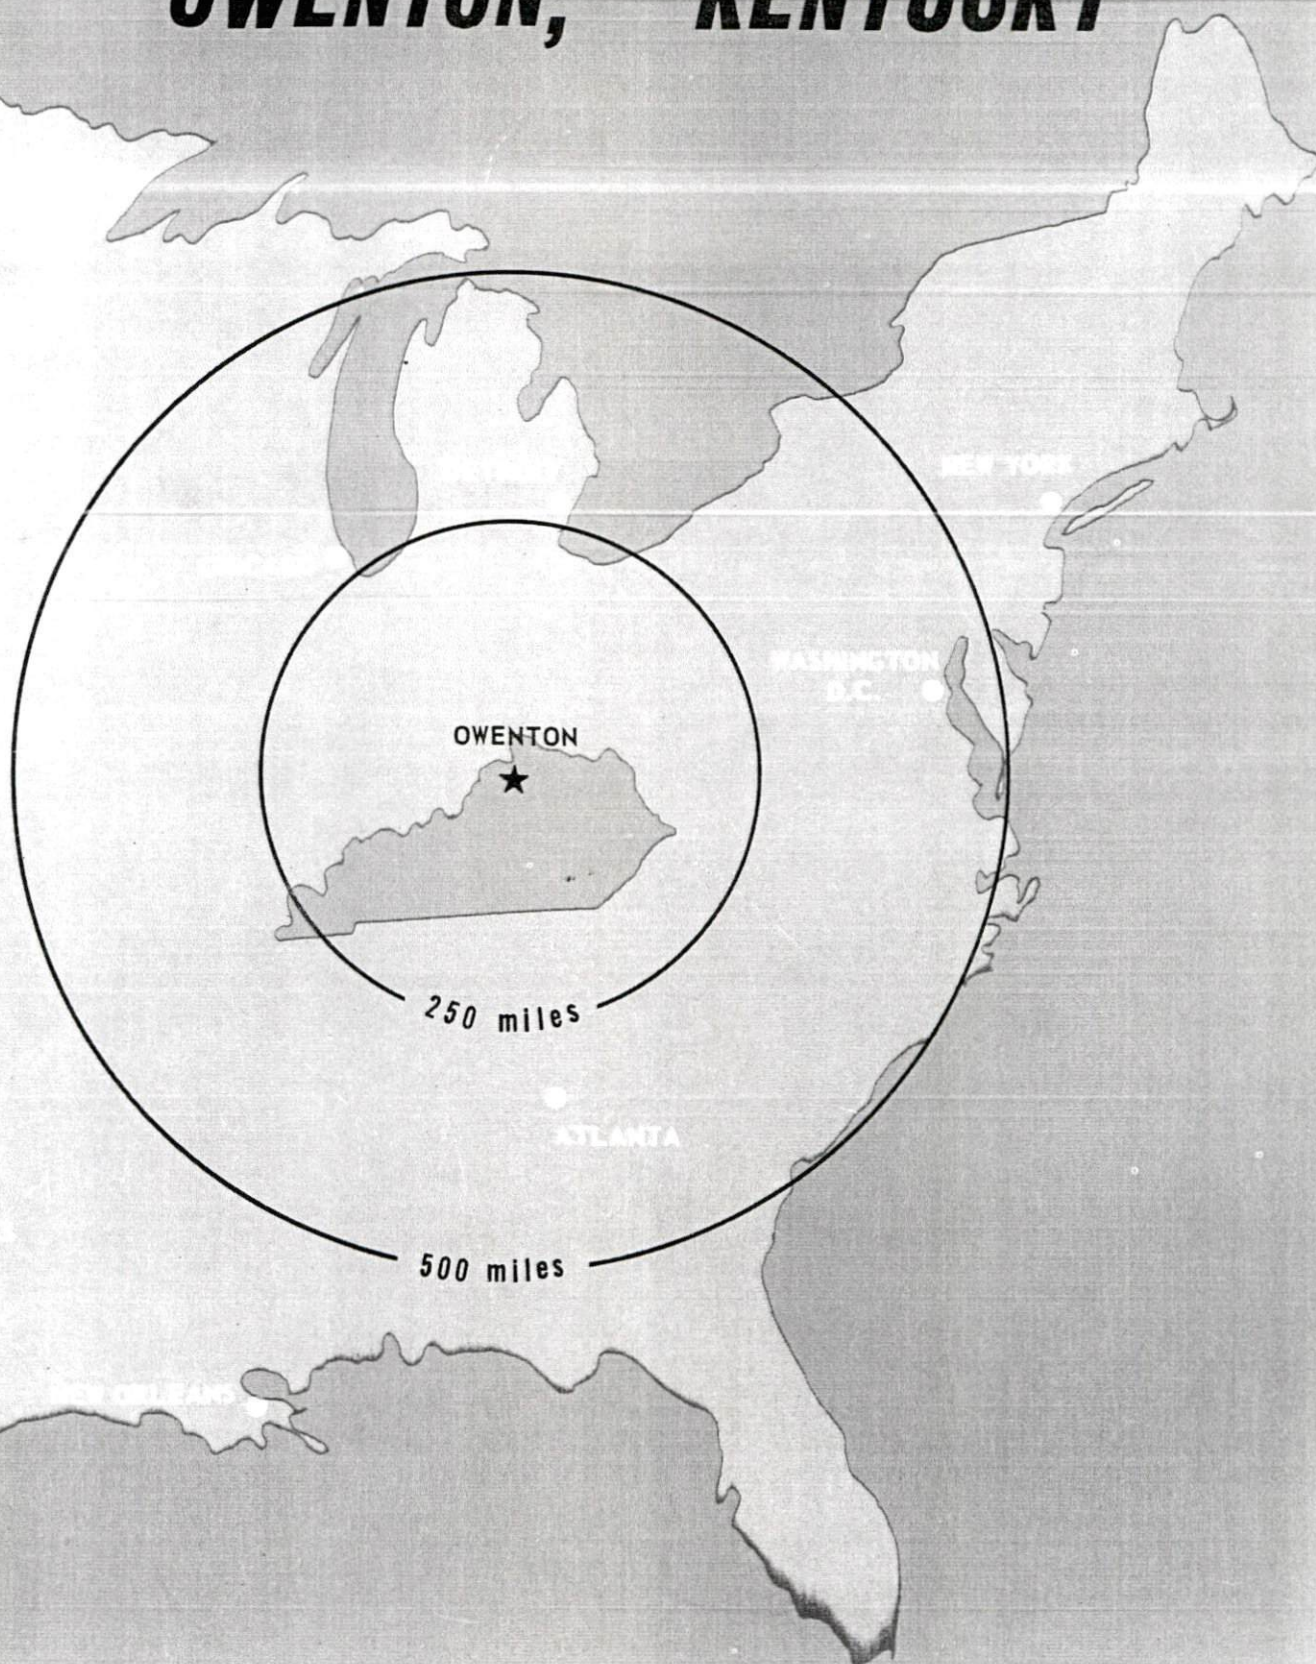 OWENTON, KENTUCKY
NEW YORK
WASHINGTON
D.C.
OWENTON
250 miles
ATLANTA
500 miles
NEW ORLEANS